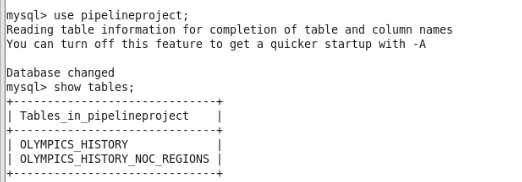 mysql> use pipelineproject;
Reading table information for completion of table and column names
You can turn off this feature to get a quicker startup with -A

Database changed
mysql> show tables;
+-----------------------------+
| Tables_in_pipelineproject   |
+-----------------------------+
| OLYMPICS_HISTORY            |
| OLYMPICS_HISTORY_NOC_REGIONS |
+-----------------------------+